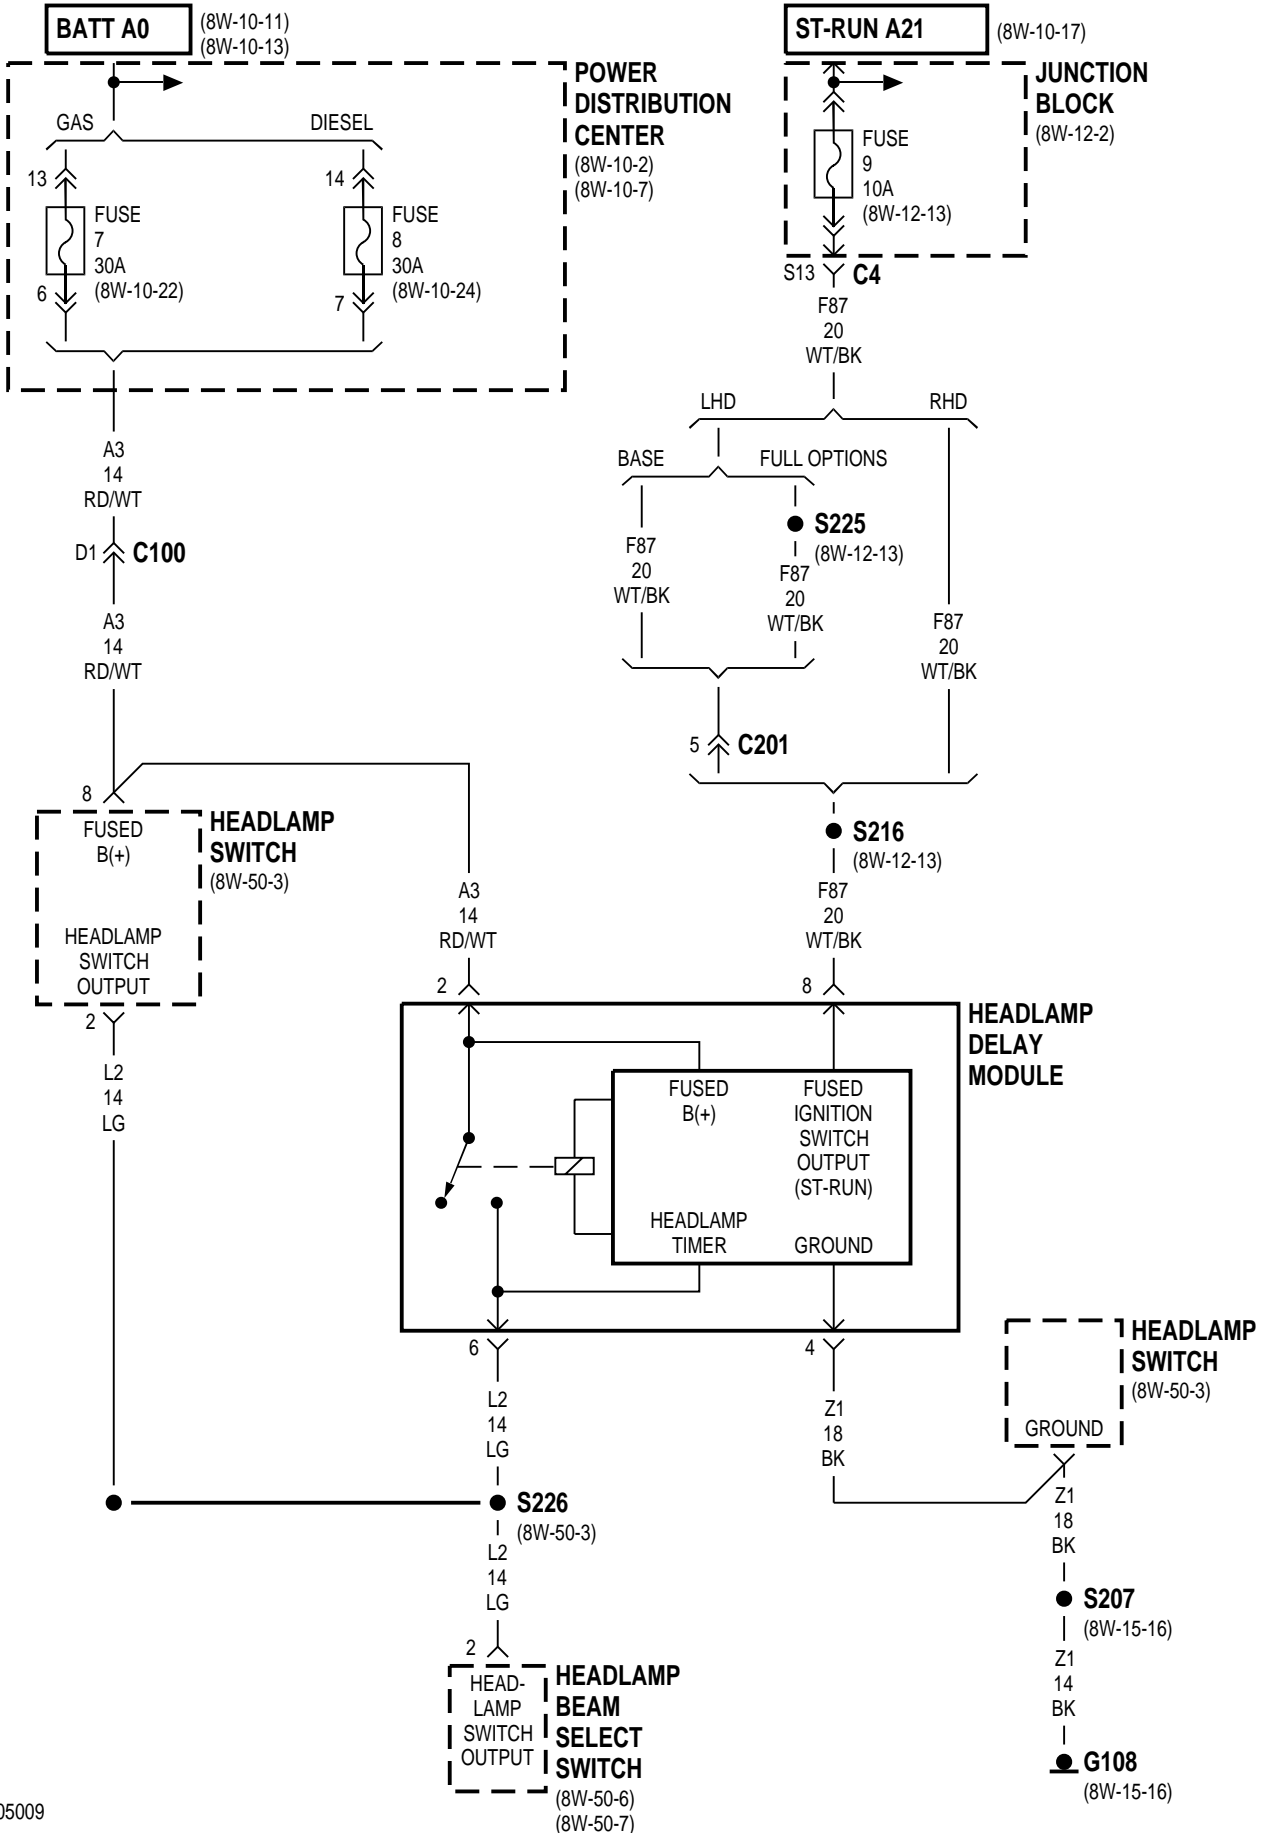 BATT A0
(8W-10-11)
(8W-10-13)
ST-RUN A21
(8W-10-17)
POWER
DISTRIBUTION
CENTER
(8W-10-2)
(8W-10-7)
JUNCTION
BLOCK
(8W-12-2)
GAS
DIESEL
13
FUSE
7
30A
(8W-10-22)
6
14
FUSE
8
30A
(8W-10-24)
7
FUSE
9
10A
(8W-12-13)
S13
C4
F87
20
WT/BK
LHD
RHD
BASE
FULL OPTIONS
S225
(8W-12-13)
F87
20
WT/BK
F87
20
WT/BK
F87
20
WT/BK
5
C201
S216
(8W-12-13)
F87
20
WT/BK
8
A3
14
RD/WT
D1
C100
A3
14
RD/WT
8
FUSED
B(+)
HEADLAMP
SWITCH
OUTPUT
HEADLAMP
SWITCH
(8W-50-3)
2
L2
14
LG
A3
14
RD/WT
2
HEADLAMP
DELAY
MODULE
FUSED
B(+)
FUSED
IGNITION
SWITCH
OUTPUT
(ST-RUN)
HEADLAMP
TIMER
GROUND
6
4
L2
14
LG
Z1
18
BK
HEADLAMP
SWITCH
(8W-50-3)
GROUND
Z1
18
BK
S207
(8W-15-16)
Z1
14
BK
G108
(8W-15-16)
S226
(8W-50-3)
L2
14
LG
2
HEAD-
LAMP
SWITCH
OUTPUT
HEADLAMP
BEAM
SELECT
SWITCH
(8W-50-6)
(8W-50-7)
05009